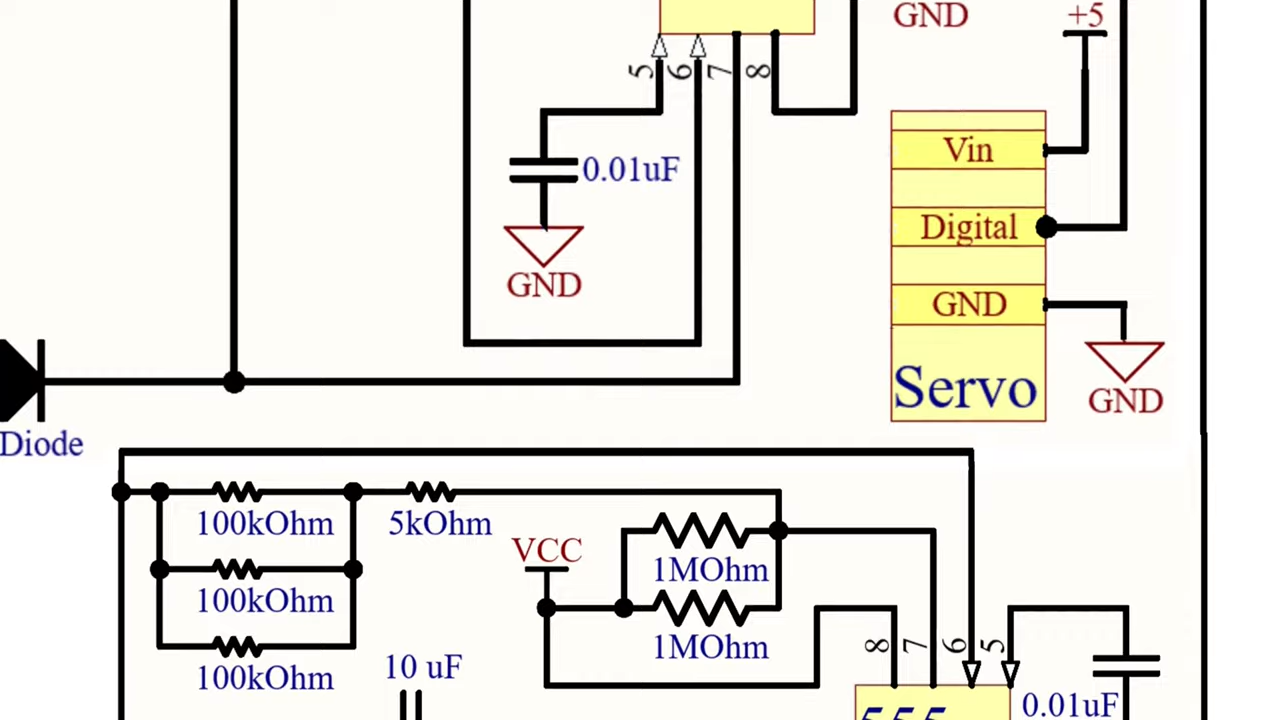 GND
+5
5
6
7
8
Vin
0.01uF
Digital
GND
GND
Servo
GND
Diode
100kOhm
5kOhm
VCC
1MOhm
100kOhm
1MOhm
8
7
6
5
10 uF
100kOhm
0.01uF
555